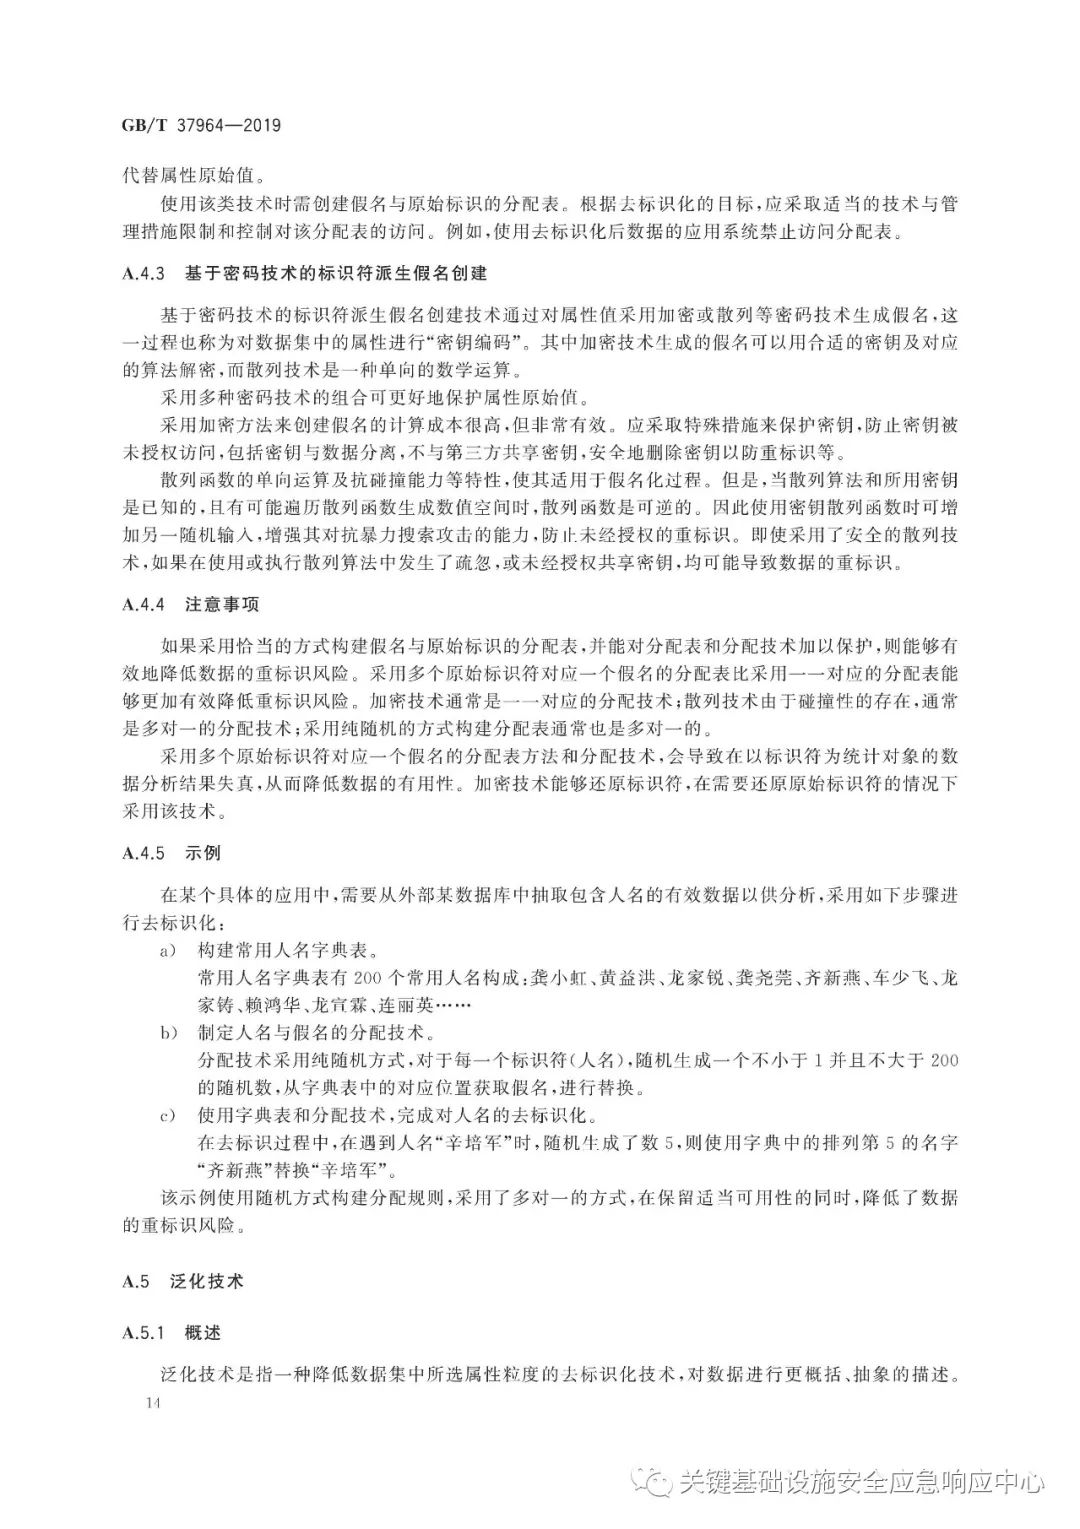 GB/T 37964—2019
代替属性原始值。
使用该类技术时需创建假名与原始标识的分配表。根据去标识化的目标,应采取适当的技术与管
理措施限制和控制对该分配表的访问。例如,使用去标识化后数据的应用系统禁止访问分配表。
A.4.3 基于密码技术的标识符派生假名创建
基于密码技术的标识符派生假名创建技术通过对属性值采用加密或散列等密码技术生成假名,这
一过程也称为对数据集中的属性进行“密钥编码”。其中加密技术生成的假名可以用合适的密钥及对应
的算法解密,而散列技术是一种单向的数学运算。
采用多种密码技术的组合可更好地保护属性原始值。
采用加密方法来创建假名的计算成本很高,但非常有效。应采取特殊措施来保护密钥,防止密钥被
未授权访问,包括密钥与数据分离,不与第三方共享密钥,安全地删除密钥以防重标识等。
散列函数的单向运算及抗碰撞能力等特性,使其适用于假名化过程。但是,当散列算法和所用密钥
是已知的,且有可能遍历散列函数生成数值空间时,散列函数是可逆的。因此使用密钥散列函数时可增
加另一随机输入,增强其对抗暴力搜索攻击的能力,防止未经授权的重标识。即使采用了安全的散列技
术,如果在使用或执行散列算法中发生了疏忽,或未经授权共享密钥,均可能导致数据的重标识。
A.4.4 注意事项
如果采用恰当的方式构建假名与原始标识的分配表,并能对分配表和分配技术加以保护,则能够有
效地降低数据的重标识风险。采用多个原始标识符对应一个假名的分配表比采用一一对应的分配表能
够更加有效降低重标识风险。加密技术通常是一一对应的分配技术;散列技术由于碰撞性的存在,通常
是多对一的分配技术;采用纯随机的方式构建分配表通常也是多对一的。
采用多个原始标识符对应一个假名的分配表方法和分配技术,会导致在以标识符为统计对象的数
据分析结果失真,从而降低数据的有用性。加密技术能够还原标识符,在需要还原原始标识符的情况下
采用该技术。
A.4.5 示例
在某个具体的应用中,需要从外部某数据库中抽取包含人名的有效数据以供分析,采用如下步骤进
行去标识化:
a) 构建常用人名字典表。
常用人名字典表有 200 个常用人名构成:龚小虹、黄益洪、龙家锐、龚尧莞、齐新燕、车少飞、龙
家铸、赖鸿华、龙宣霖、连丽英……
b) 制定人名与假名的分配技术。
分配技术采用纯随机方式,对于每一个标识符(人名),随机生成一个不小于 1 并且不大于 200
的随机数,从字典表中的对应位置获取假名,进行替换。
c) 使用字典表和分配技术,完成对人名的去标识化。
在去标识过程中,在遇到人名“辛培军”时,随机生成了数 5,则使用字典中的排列第 5 的名字
“齐新燕”替换“辛培军”。
该示例使用随机方式构建分配规则,采用了多对一的方式,在保留适当可用性的同时,降低了数据
的重标识风险。
A.5 泛化技术
A.5.1 概述
泛化技术是指一种降低数据集中所选属性粒度的去标识化技术,对数据进行更概括、抽象的描述。
14
关键基础设施安全应急响应中心